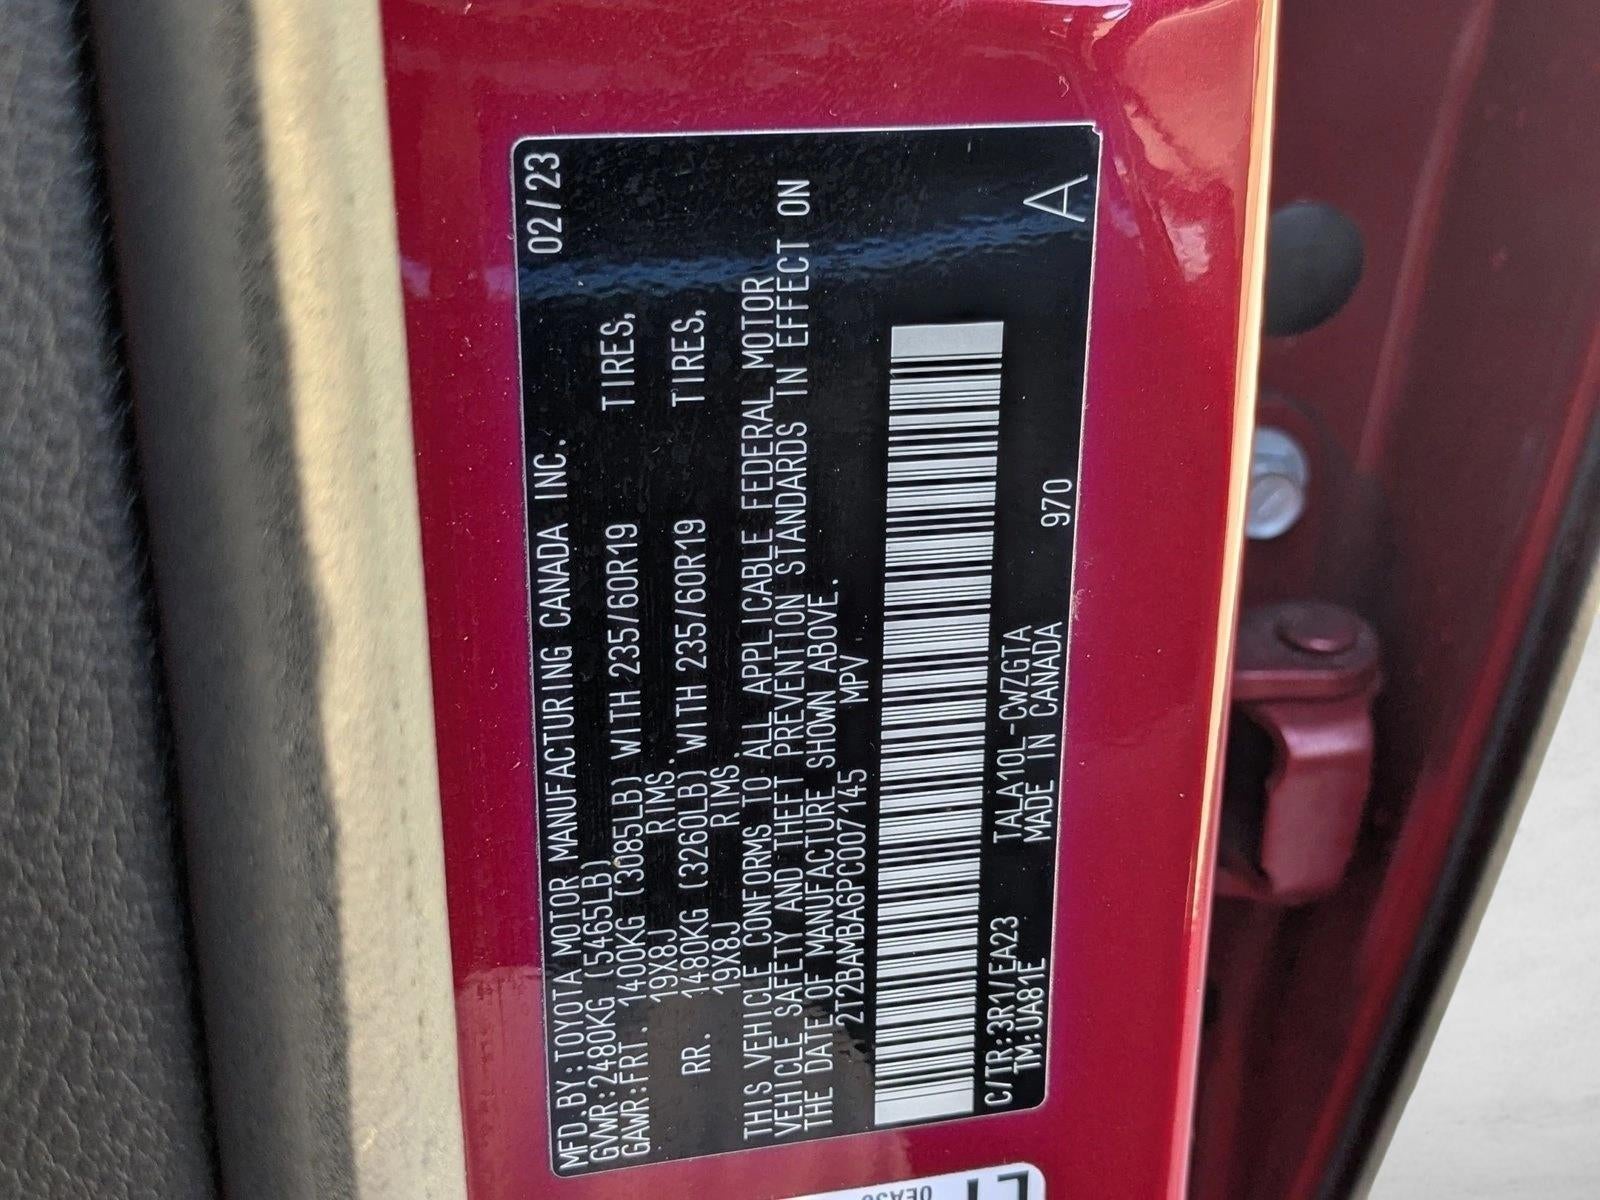 MFD.BY:TOYOTA MOTOR MANUFACTURING CANADA INC. 02/23
GVWR:2480KG (5465LB)
GAWR:FRT. 1400KG (3085LB) WITH 235/60R19 TIRES,
19X8J RIMS.
RR. 1480KG (3260LB) WITH 235/60R19 TIRES,
19X8J RIMS.
THIS VEHICLE CONFORMS TO ALL APPLICABLE FEDERAL MOTOR
VEHICLE SAFETY AND THEFT PREVENTION STANDARDS IN EFFECT ON
THE DATE OF MANUFACTURE SHOWN ABOVE.
2T2BAMBA6PC007145 MPV
C/TR:3R1/EA23 TALA10L-CWZGTA
TM:UA81E MADE IN CANADA 970 A